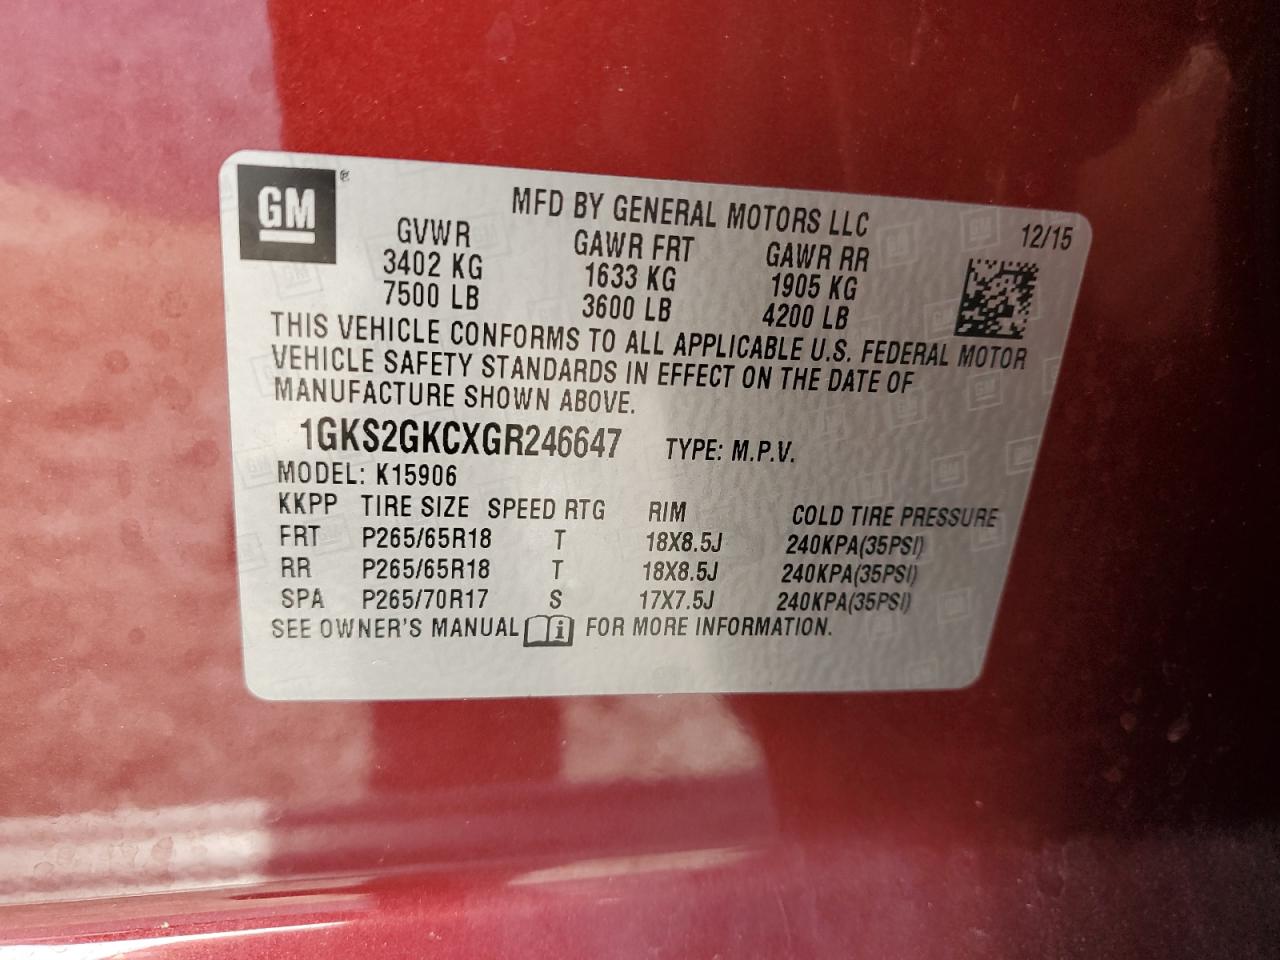 GM ®
MFD BY GENERAL MOTORS LLC
12/15
GVWR GAWR FRT GAWR RR
3402 KG 1633 KG 1905 KG
7500 LB 3600 LB 4200 LB
THIS VEHICLE CONFORMS TO ALL APPLICABLE U.S. FEDERAL MOTOR
VEHICLE SAFETY STANDARDS IN EFFECT ON THE DATE OF
MANUFACTURE SHOWN ABOVE.
1GKS2GKCXGR246647 TYPE: M.P.V.
MODEL: K15906
KKPP TIRE SIZE SPEED RTG RIM COLD TIRE PRESSURE
FRT P265/65R18 T 18X8.5J 240KPA(35PSI)
RR P265/65R18 T 18X8.5J 240KPA(35PSI)
SPA P265/70R17 S 17X7.5J 240KPA(35PSI)
SEE OWNER'S MANUAL i FOR MORE INFORMATION.